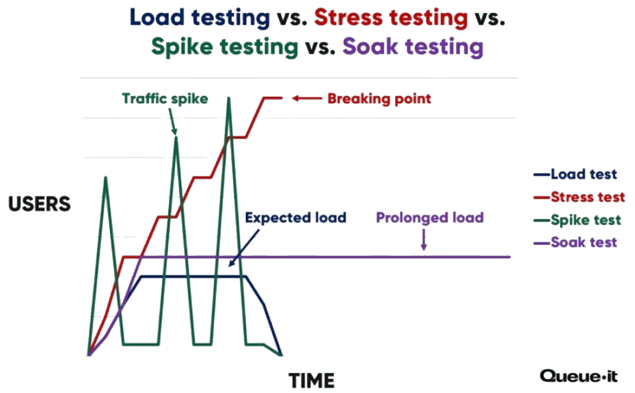 Load testing vs. Stress testing vs.
Spike testing vs. Soak testing
Traffic spike
Breaking point
USERS
Expected load
Prolonged load
Load test
Stress test
Spike test
Soak test
TIME
Queue-it